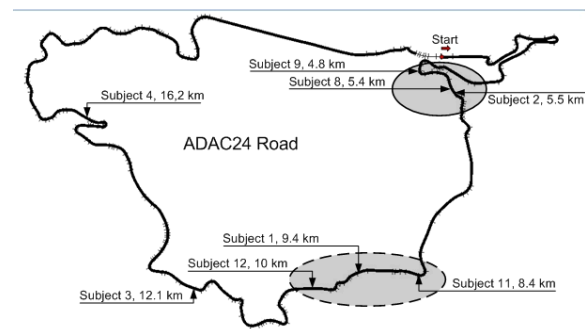 Start
Subject 9, 4.8 km
Subject 8, 5.4 km
Subject 2, 5.5 km
Subject 4, 16,2 km
ADAC24 Road
Subject 1, 9.4 km
Subject 12, 10 km
Subject 11, 8.4 km
Subject 3, 12.1 km